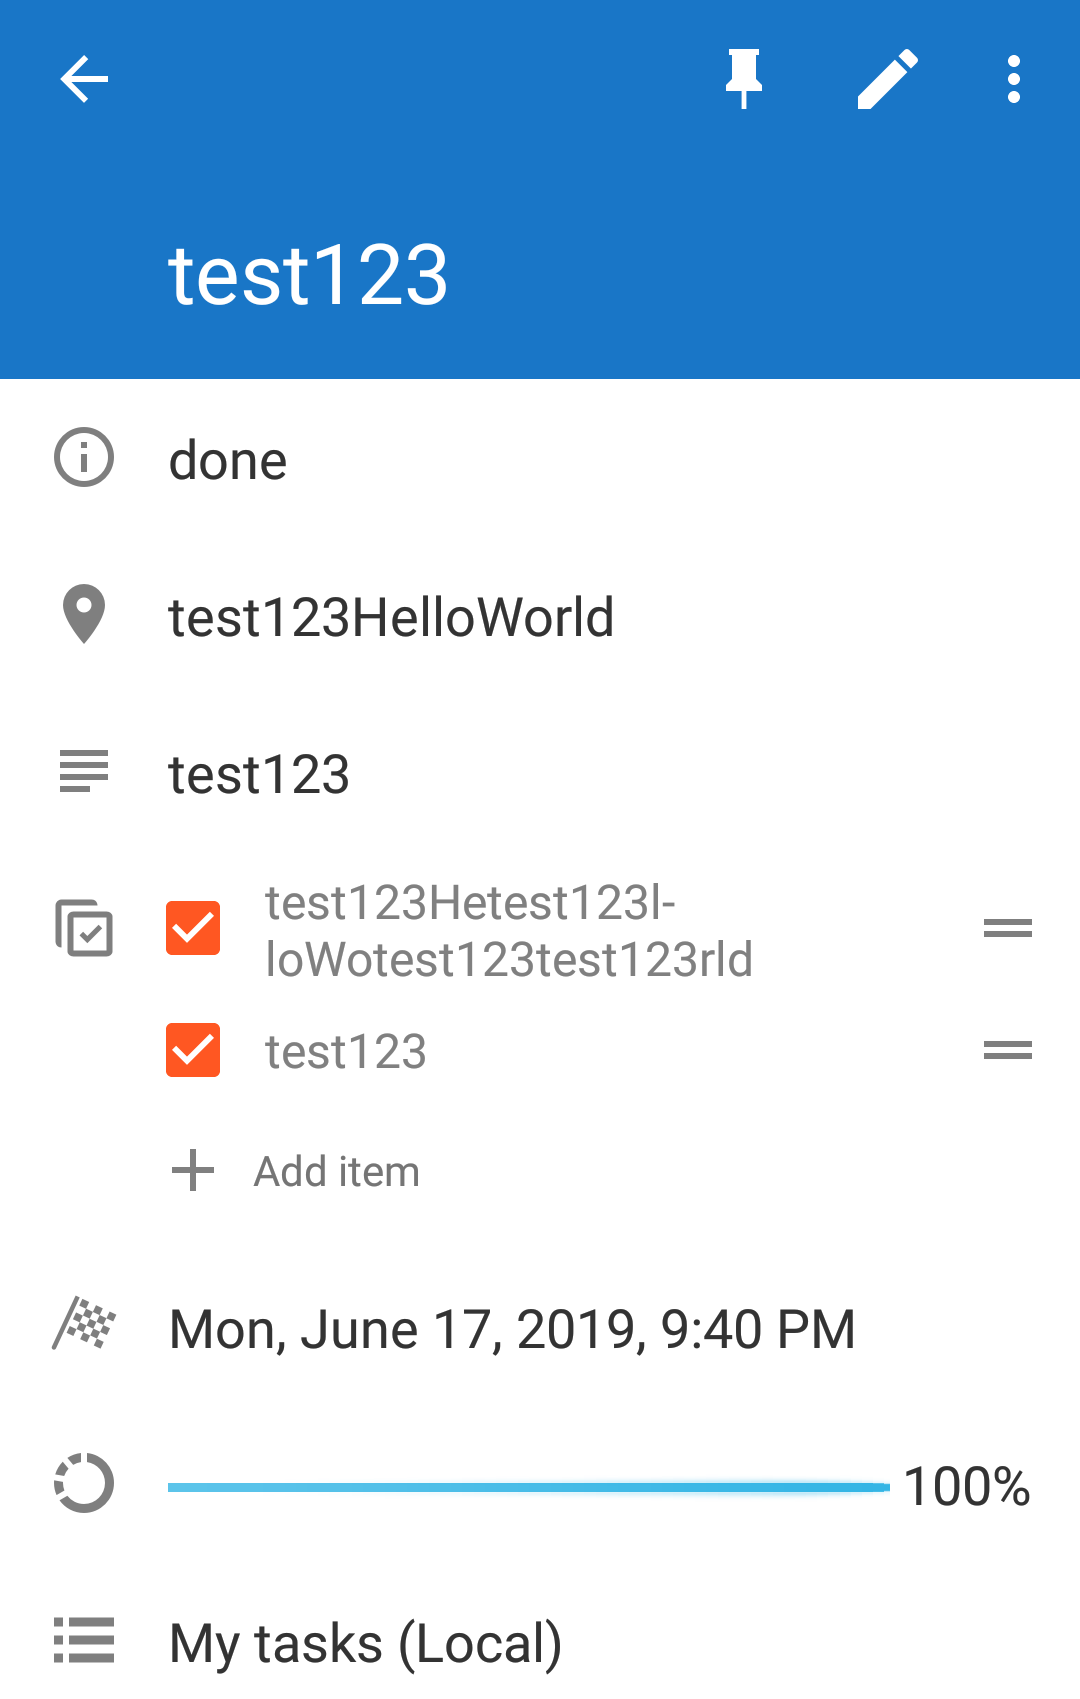 test123
done
test123HelloWorld
test123
test123Hetest123l-
loWotest123test123rld
test123
Add item
Mon, June 17, 2019, 9:40 PM
100%
My tasks (Local)